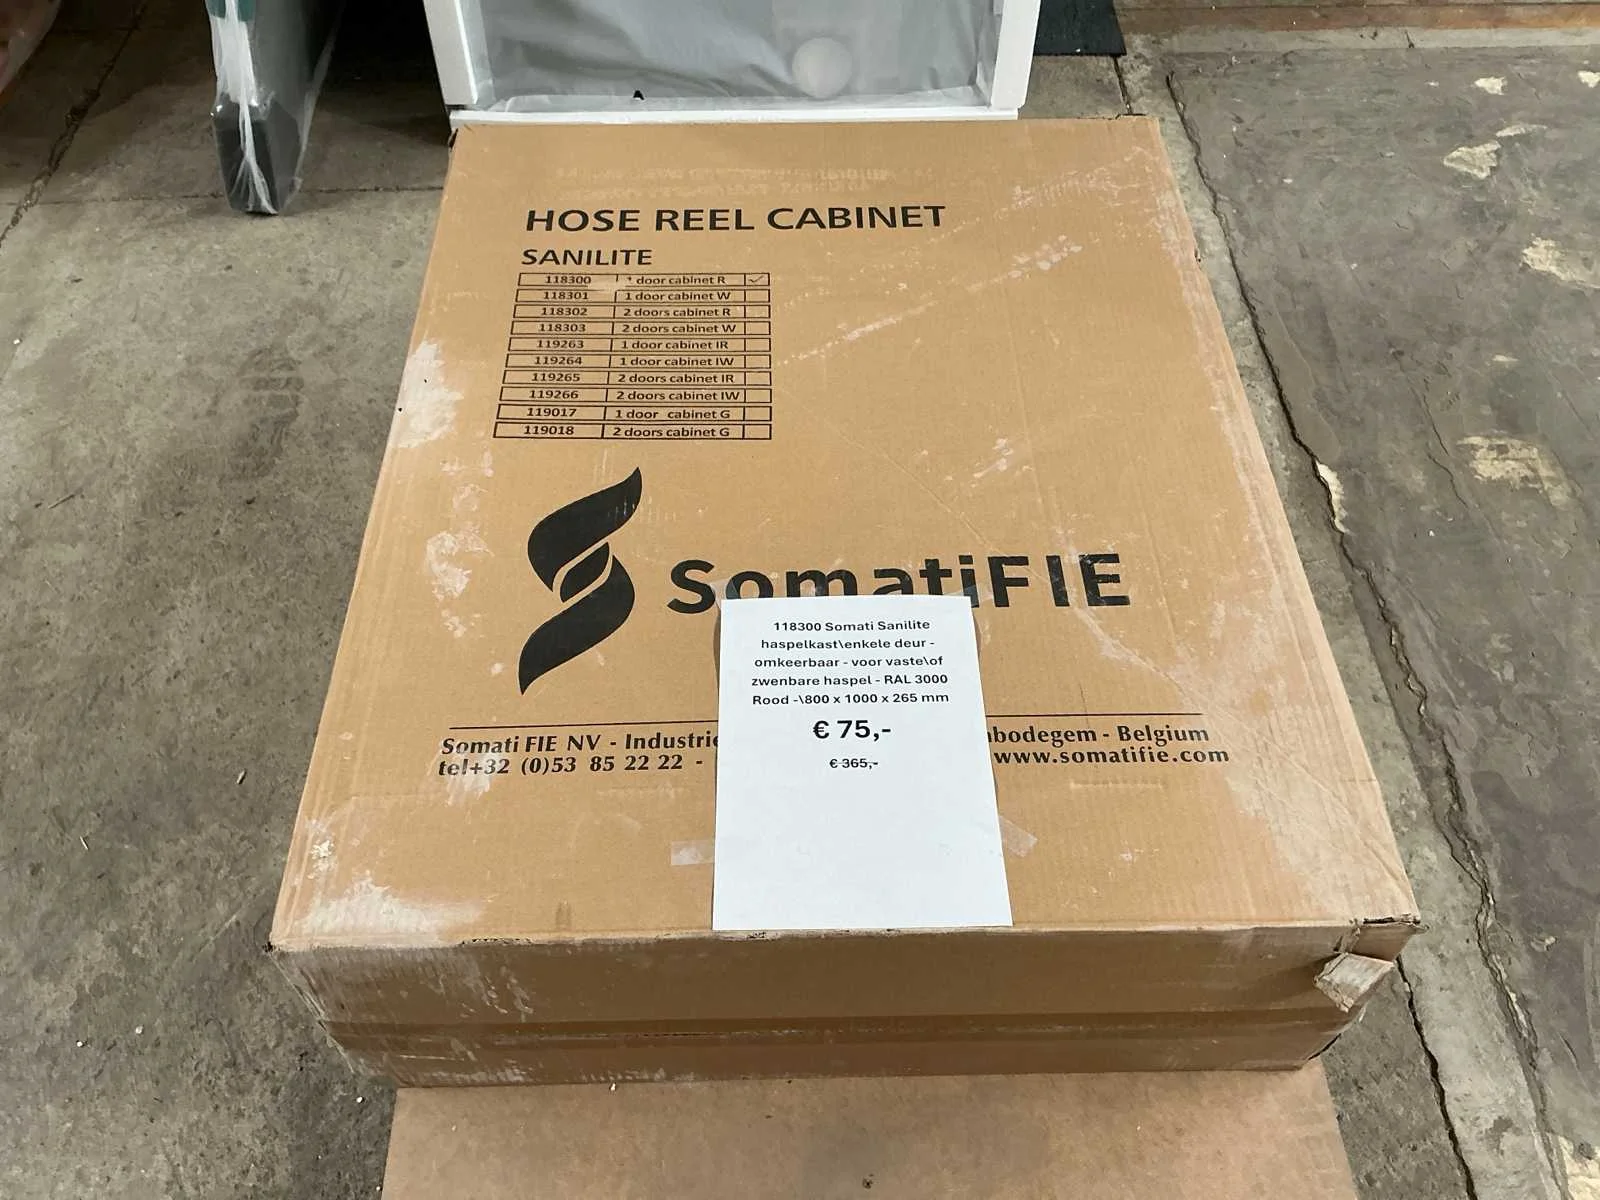 HOSE REEL CABINET
SANILITE
118300 door cabinet R ✓
118301 1 door cabinet W
118302 2 doors cabinet R
118303 2 doors cabinet W
119263 1 door cabinet IR
119264 1 door cabinet IW
119265 2 doors cabinet IR
119266 2 doors cabinet IW
119017 1 door cabinet G
119018 2 doors cabinet G
SomatiFIE
118300 Somati Sanilite
haspelkast\enkele deur -
omkeerbaar - voor vaste\of
zwenbare haspel - RAL 3000
Rood -\800 x 1000 x 265 mm
€ 75,-
€ 365,-
Somati FIE NV - Industrie bodegem - Belgium
tel+32 (0)53 85 22 22 - www.somatifie.com